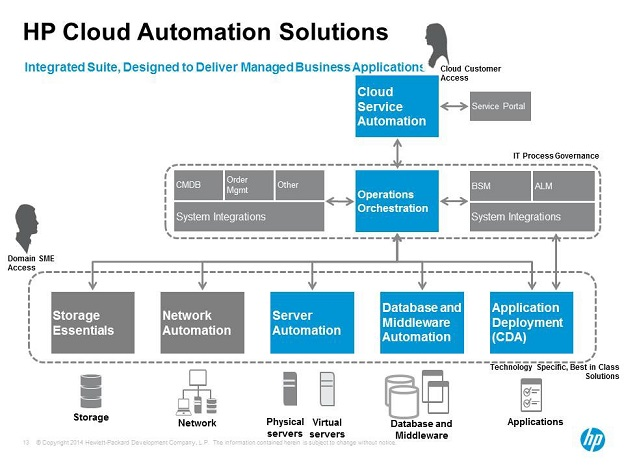 HP Cloud Automation Solutions
Integrated Suite, Designed to Deliver Managed Business Applications
Cloud Customer
Access
Cloud
Service
Automation
Service Portal
IT Process Governance
CMDB
Order
Mgmt
Other
System Integrations
Operations
Orchestration
BSM
ALM
System Integrations
Domain SME
Access
Storage
Essentials
Network
Automation
Server
Automation
Database and
Middleware
Automation
Application
Deployment
(CDA)
Technology Specific, Best in Class
Solutions
Storage
Network
Physical
servers
Virtual
servers
Database and
Middleware
Applications
© Copyright 2014 Hewlett-Packard Development Company, L.P. The information contained herein is subject to change without notice.
hp